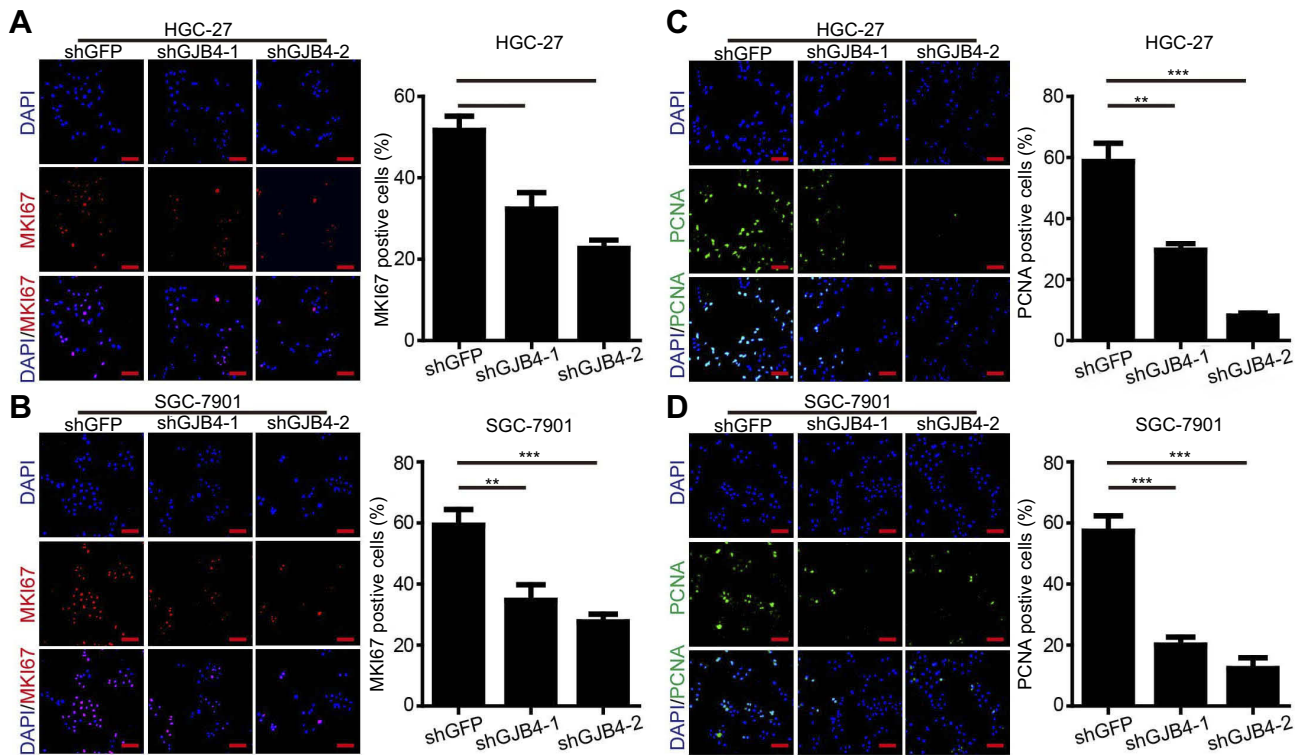 A
HGC-27
shGFP shGJB4-1 shGJB4-2
DAPI
MKI67
DAPI/MKI67
HGC-27
MKI67 postive cells (%)
60
40
20
0
shGFP shGJB4-1 shGJB4-2
C
HGC-27
shGFP shGJB4-1 shGJB4-2
DAPI
PCNA
DAPI/PCNA
HGC-27
PCNA postive cells (%)
***
**
80
60
40
20
0
shGFP shGJB4-1 shGJB4-2
B
SGC-7901
shGFP shGJB4-1 shGJB4-2
DAPI
MKI67
DAPI/MKI67
SGC-7901
MKI67 postive cells (%)
***
**
80
60
40
20
0
shGFP shGJB4-1 shGJB4-2
D
SGC-7901
shGFP shGJB4-1 shGJB4-2
DAPI
PCNA
DAPI/PCNA
SGC-7901
PCNA postive cells (%)
***
***
80
60
40
20
0
shGFP shGJB4-1 shGJB4-2